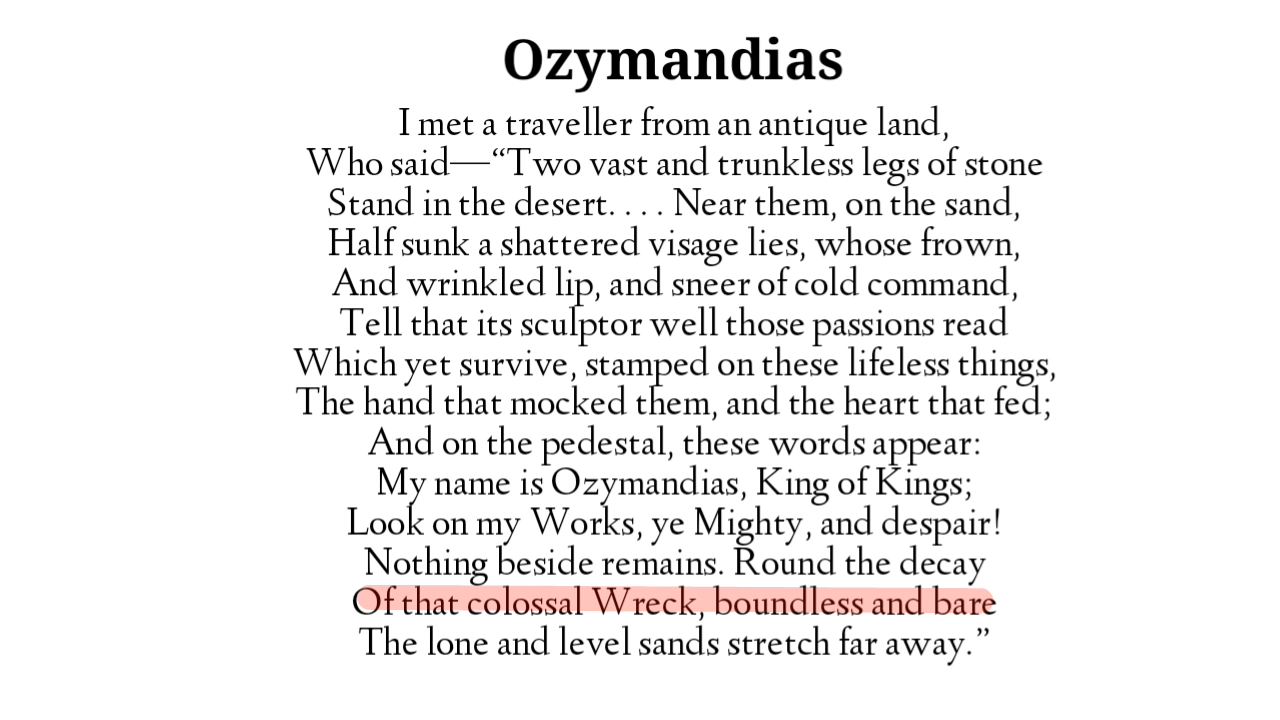 Ozymandias
I met a traveller from an antique land,
Who said—“Two vast and trunkless legs of stone
Stand in the desert. . . . Near them, on the sand,
Half sunk a shattered visage lies, whose frown,
And wrinkled lip, and sneer of cold command,
Tell that its sculptor well those passions read
Which yet survive, stamped on these lifeless things,
The hand that mocked them, and the heart that fed;
And on the pedestal, these words appear:
My name is Ozymandias, King of Kings;
Look on my Works, ye Mighty, and despair!
Nothing beside remains. Round the decay
Of that colossal Wreck, boundless and bare
The lone and level sands stretch far away.”